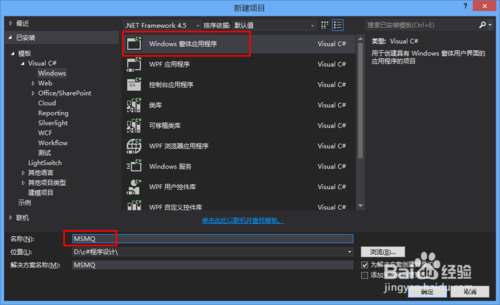 新建项目
最近
.NET Framework 4.5 排序依据: 默认值
搜索已安装模板(Ctrl+E)
已安装
模板
Visual C#
Windows
Web
Office/SharePoint
Cloud
Reporting
Silverlight
WCF
Workflow
测试
LightSwitch
其他语言
其他项目类型
建模项目
示例
联机
Windows 窗体应用程序 Visual C#
WPF 应用程序 Visual C#
控制台应用程序 Visual C#
类库 Visual C#
可移植类库 Visual C#
WPF 浏览器应用程序 Visual C#
Windows 服务 Visual C#
WPF 用户控件库 Visual C#
WPF 自定义控件库 Visual C#
单击此处以联机并查找模板。
类型: Visual C#
用于创建具有 Windows 窗体用户界面的应用程序的项目
名称(N): MSMQ
位置(L): D:\c#程序设计\
浏览(B)...
解决方案名称(M): MSMQ
为解决方案创建
添加
确定
取消
Baidu 经验
jingyan.baidu.com